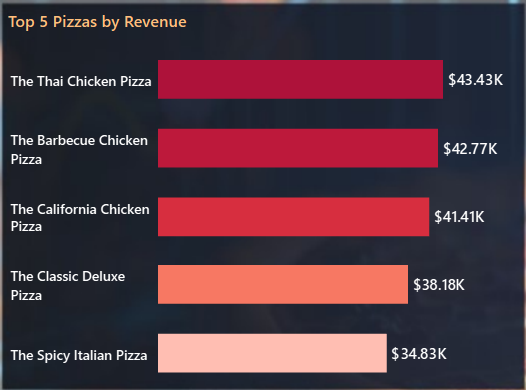 Top 5 Pizzas by Revenue
The Thai Chicken Pizza
$43.43K
The Barbecue Chicken
Pizza
$42.77K
The California Chicken
Pizza
$41.41K
The Classic Deluxe
Pizza
$38.18K
The Spicy Italian Pizza
$34.83K